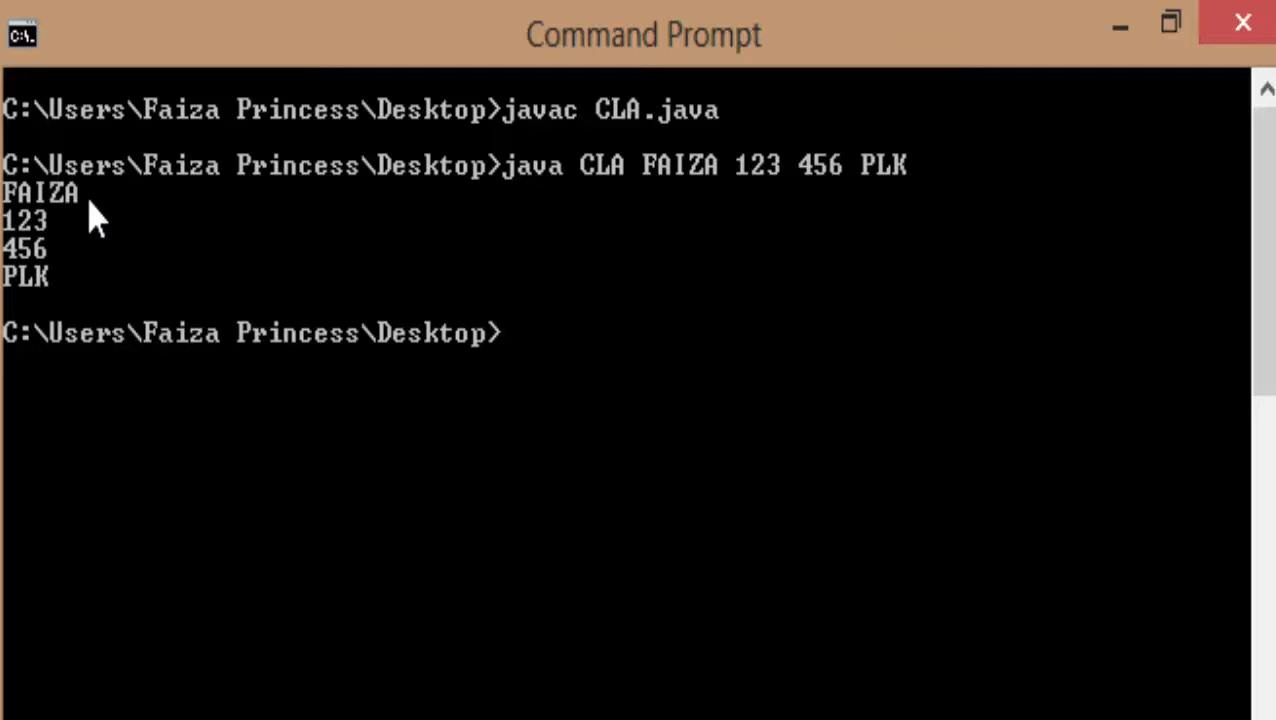 Command Prompt
C:\Users\Faiza Princess\Desktop>javac CLA.java
C:\Users\Faiza Princess\Desktop>java CLA FAIZA 123 456 PLK
FAIZA
123
456
PLK
C:\Users\Faiza Princess\Desktop>